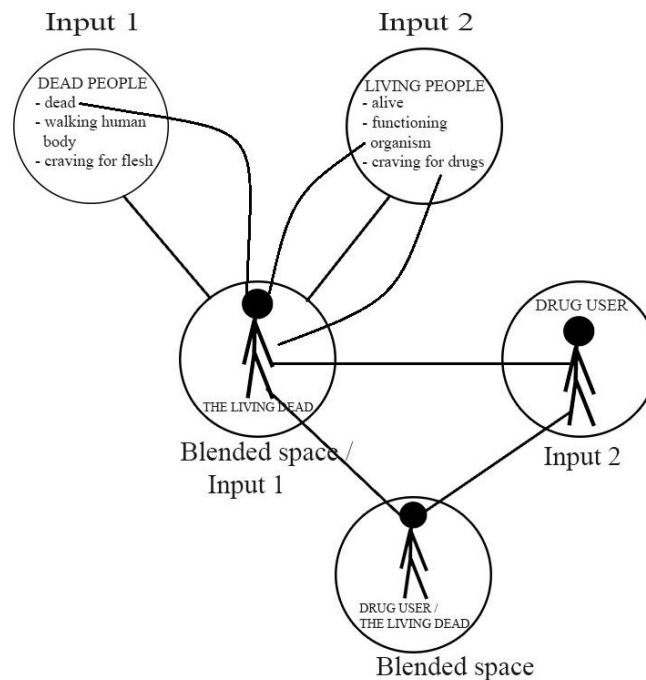 Input 1
Input 2
DEAD PEOPLE
- dead
- walking human
body
- craving for flesh
LIVING PEOPLE
- alive
- functioning
organism
- craving for drugs
THE LIVING DEAD
Blended space /
Input 1
DRUG USER
Input 2
DRUG USER /
THE LIVING DEAD
Blended space